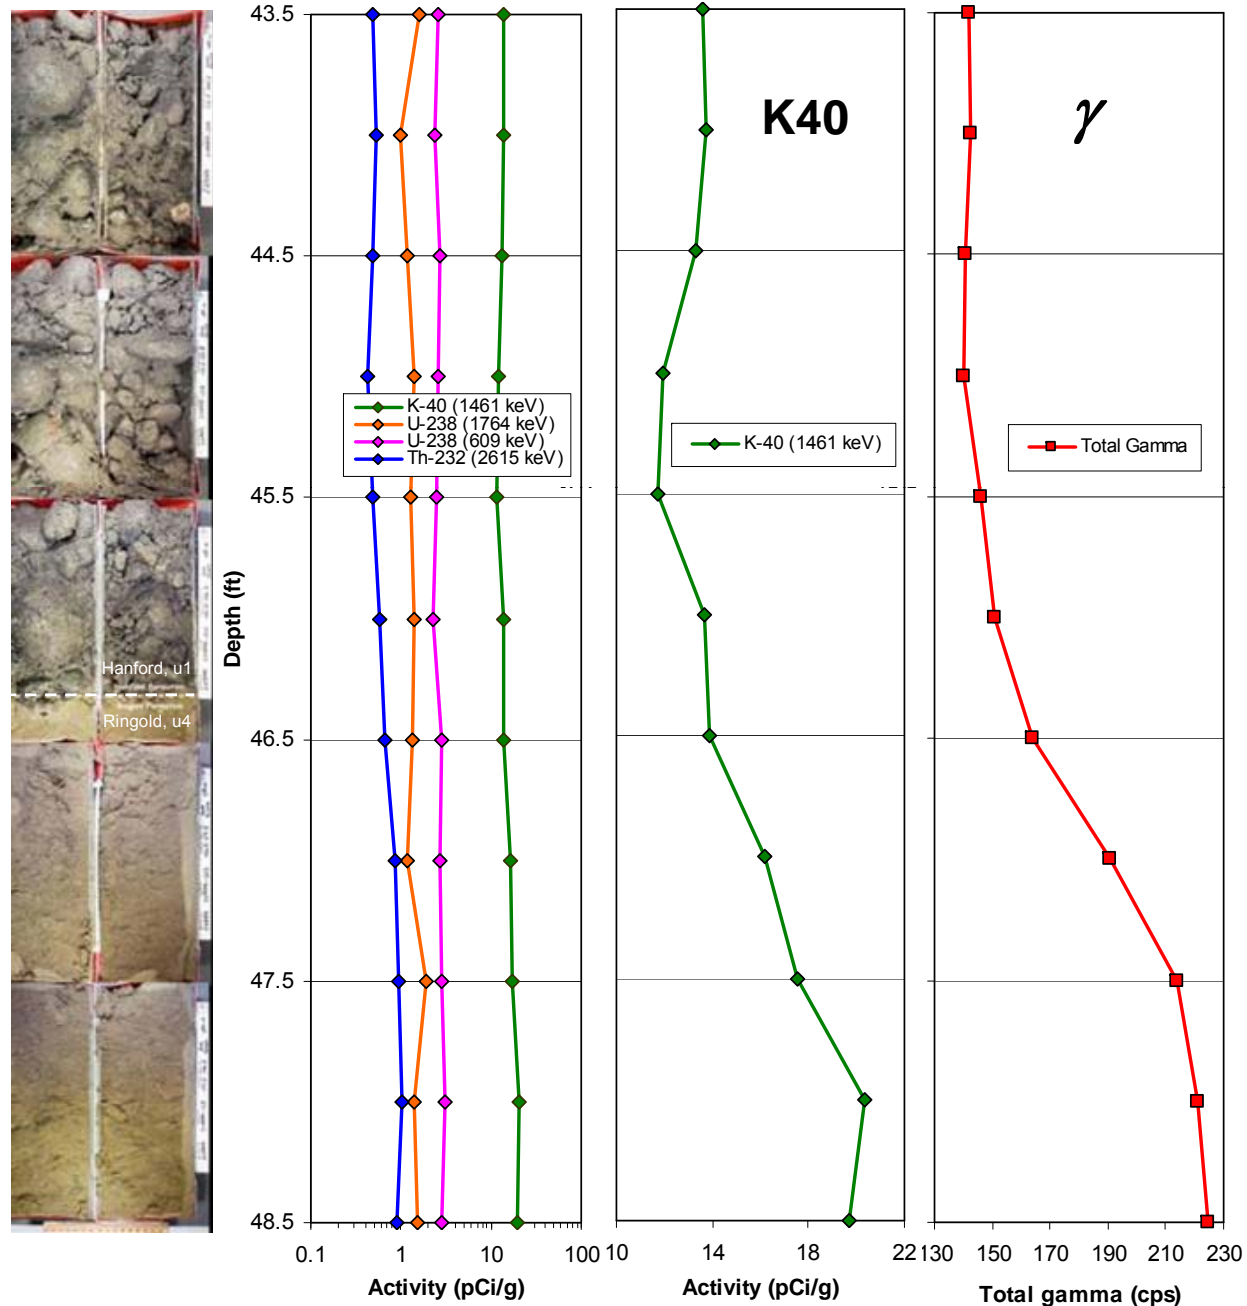 43.5
44.5
45.5
46.5
47.5
48.5
Depth (ft)
Hanford, u1
Ringold, u4
K-40 (1461 keV)
U-238 (1764 keV)
U-238 (609 keV)
Th-232 (2615 keV)
0.1 1 10 100
Activity (pCi/g)
K40
K-40 (1461 keV)
10 14 18 22
Activity (pCi/g)
γ
Total Gamma
130 150 170 190 210 230
Total gamma (cps)